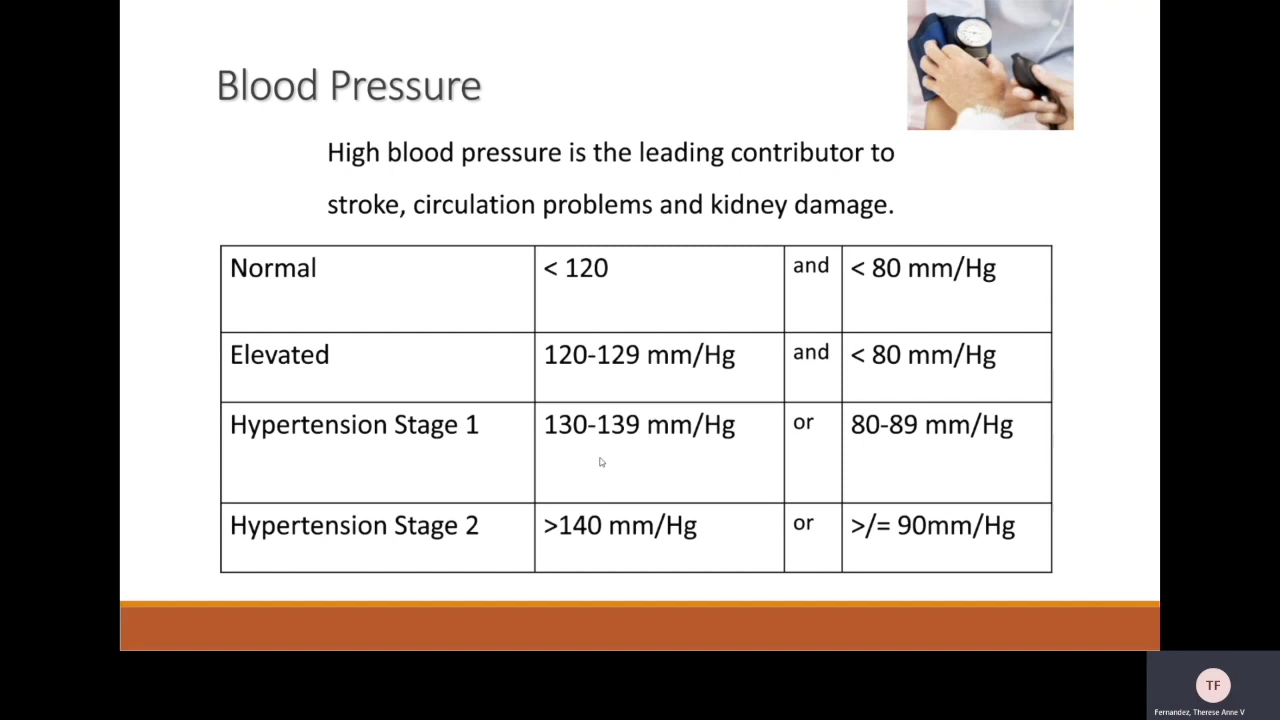 Blood Pressure
High blood pressure is the leading contributor to
stroke, circulation problems and kidney damage.
Normal < 120 and < 80 mm/Hg
Elevated 120-129 mm/Hg and < 80 mm/Hg
Hypertension Stage 1 130-139 mm/Hg or 80-89 mm/Hg
Hypertension Stage 2 >140 mm/Hg or >/= 90mm/Hg
TF
Fernandez, Therese Anne V